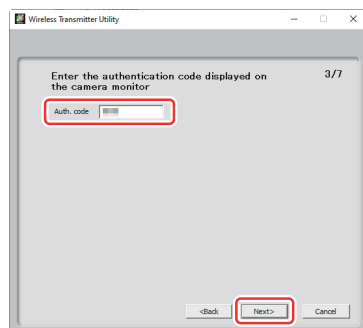 Wireless Transmitter Utility
Enter the authentication code displayed on
the camera monitor
3/7
Auth. code
<Back
Next>
Cancel